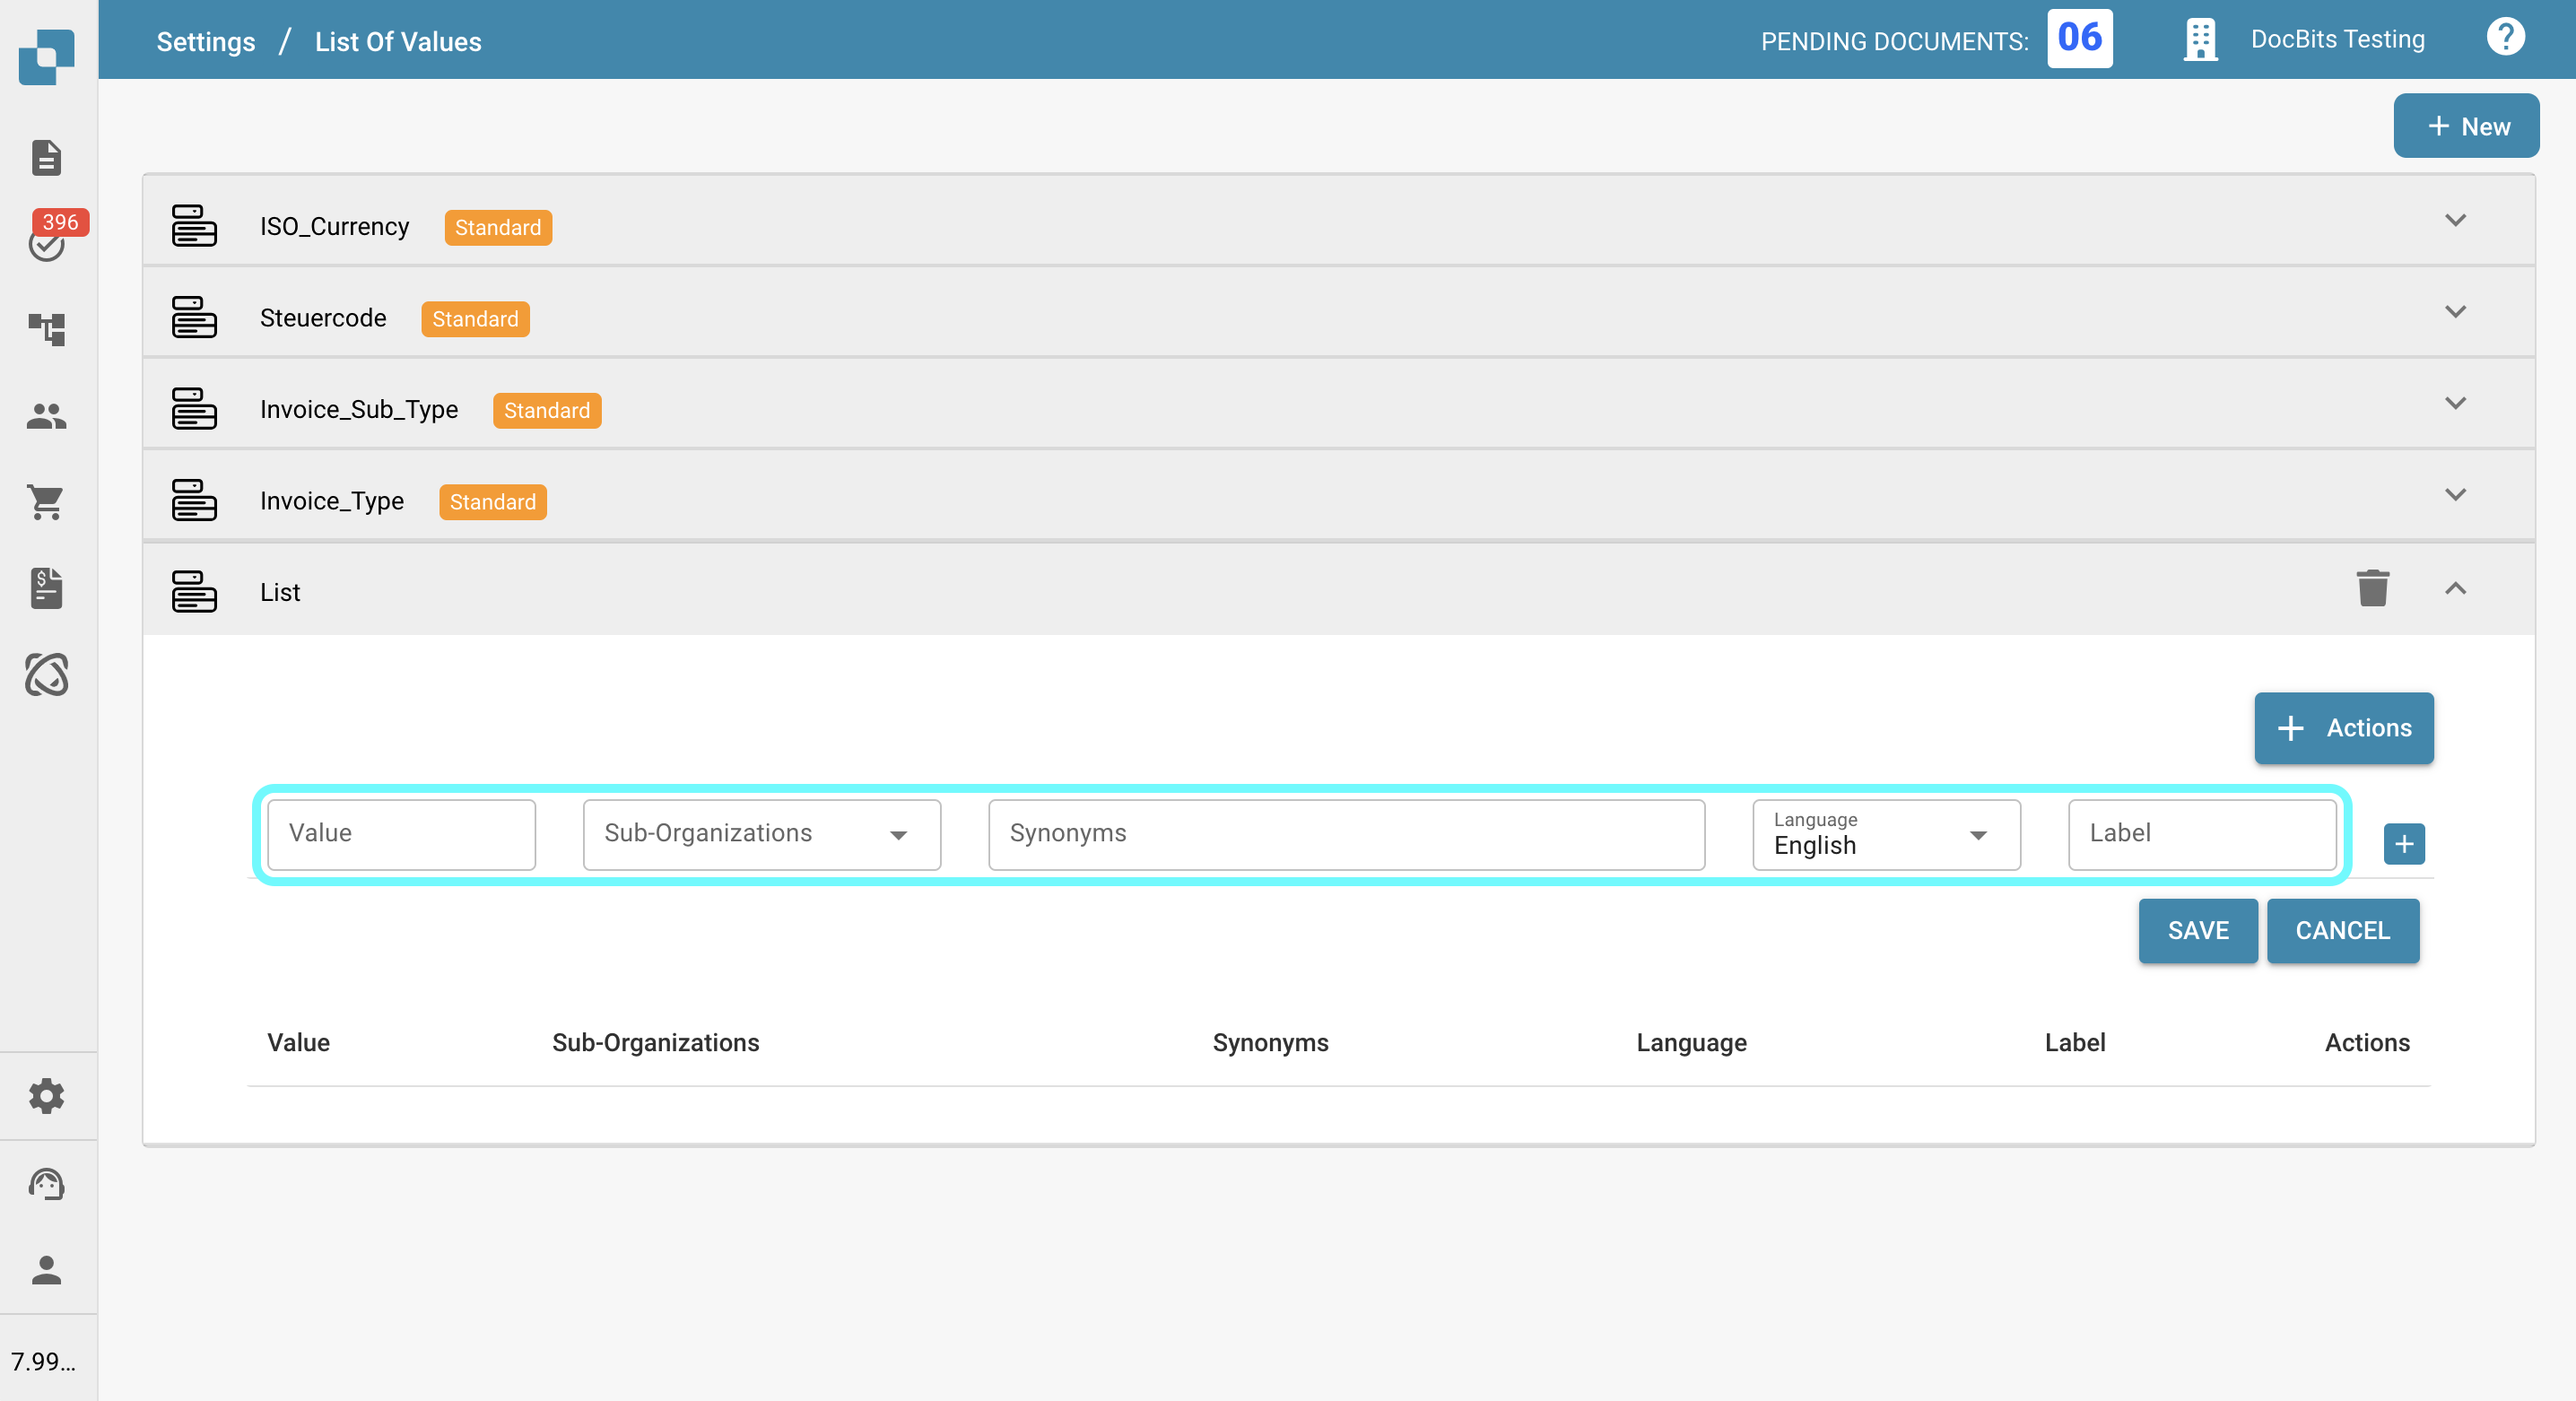 Settings / List Of Values
PENDING DOCUMENTS: 06
DocBits Testing
?
+ New
396
ISO_Currency Standard
Steuercode Standard
Invoice_Sub_Type Standard
Invoice_Type Standard
List
+ Actions
Value
Sub-Organizations
Synonyms
Language
English
Label
+
SAVE CANCEL
Value Sub-Organizations Synonyms Language Label Actions
7.99...